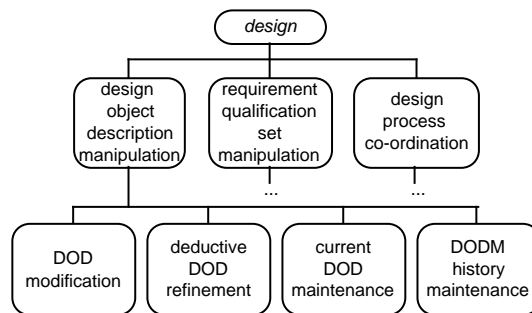 design
design
object
description
manipulation
requirement
qualification
set
manipulation
design
process
co-ordination
...
...
DOD
modification
deductive
DOD
refinement
current
DOD
maintenance
DODM
history
maintenance